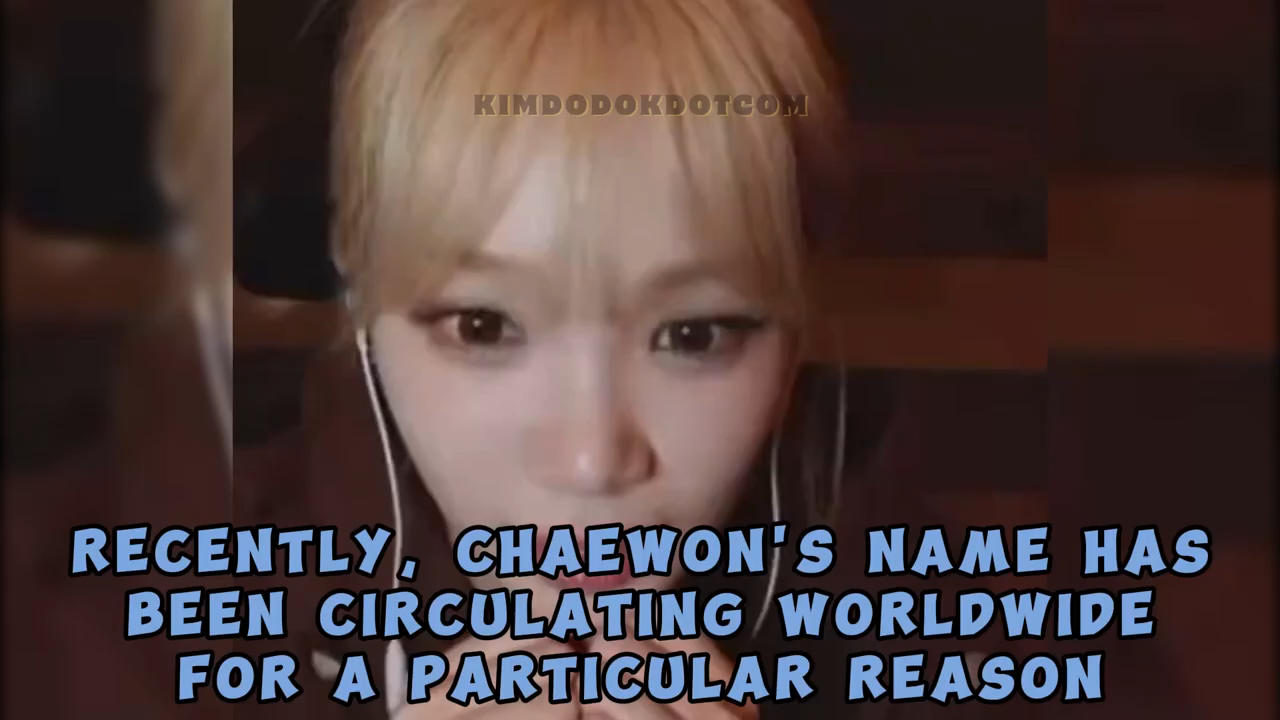 KIMDODOKDOTCOM
RECENTLY, CHAEWON'S NAME HAS
BEEN CIRCULATING WORLDWIDE
FOR A PARTICULAR REASON